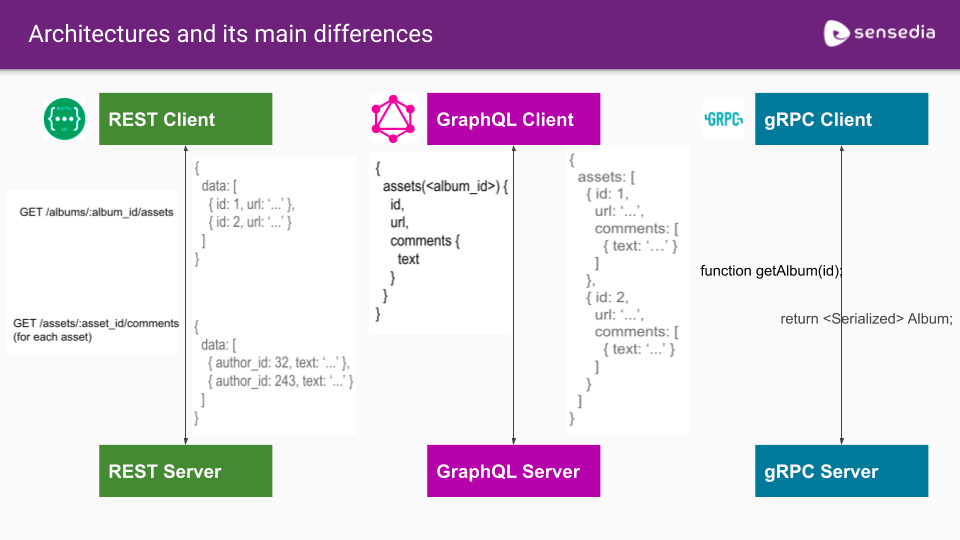 Architectures and its main differences
sensedia
REST Client
GET /albums/:album_id/assets
{
data: [
{ id: 1, url: ‘...’ },
{ id: 2, url: ‘...’ }
]
}
GET /assets/:asset_id/comments
(for each asset)
{
data: [
{ author_id: 32, text: ‘...’ },
{ author_id: 243, text: ‘...’ }
]
}
REST Server
GraphQL Client
{
assets(<album_id>) {
id,
url,
comments {
text
}
}
}
{
assets: [
{ id: 1,
url: ‘...’,
comments: [
{ text: ‘...’ }
]
},
{ id: 2,
url: ‘...’,
comments: [
{ text: ‘...’ }
]
}
]
}
GraphQL Server
GRPC
gRPC Client
function getAlbum(id);
return <Serialized> Album;
gRPC Server